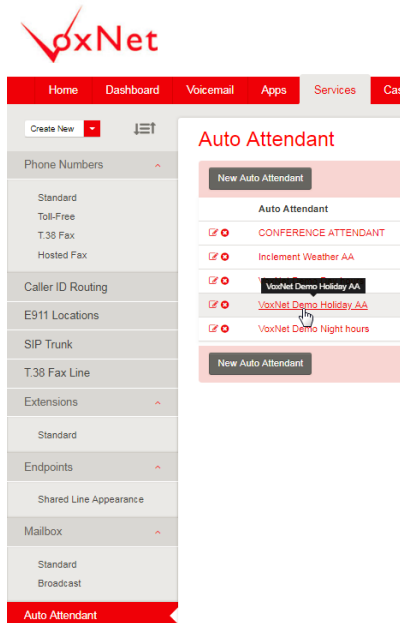 VoxNet
Home Dashboard Voicemail Apps Services
Create New
Auto Attendant
Phone Numbers
New Auto Attendant
Standard
Auto Attendant
Toll-Free
CONFERENCE ATTENDANT
T.38 Fax
Hosted Fax
Inclement Weather AA
Caller ID Routing
VoxNet Demo Holiday AA
VoxNet Demo Holiday AA
E911 Locations
VoxNet Demo Night hours
SIP Trunk
New Auto Attendant
T.38 Fax Line
Extensions
Standard
Endpoints
Shared Line Appearance
Mailbox
Standard
Broadcast
Auto Attendant